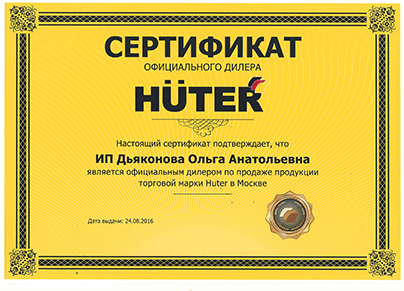 СЕРТИФИКАТ
ОФИЦИАЛЬНОГО ДИЛЕРА
HÜTER
Настоящий сертификат подтверждает, что
ИП Дьяконова Ольга Анатольевна
является официальным дилером по продаже продукции
торговой марки Huter в Москве
Дата выдачи: 24.08.2016